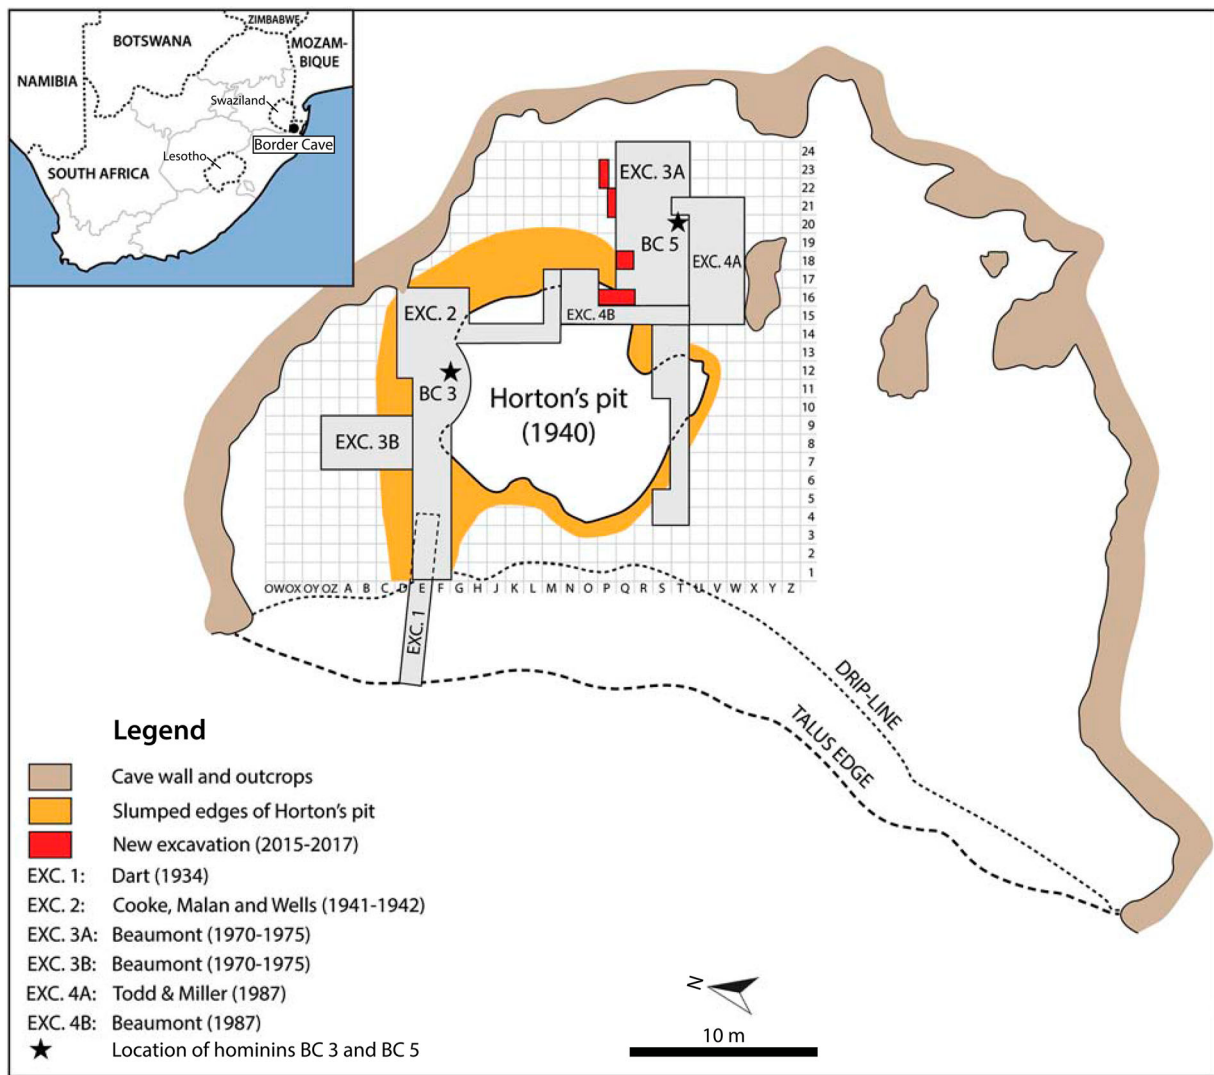 ZIMBABWE
BOTSWANA
MOZAM-
BIQUE
NAMIBIA
Swaziland
Border Cave
Lesotho
SOUTH AFRICA
24
23
22
21
20
19
18
17
16
15
14
13
12
11
10
9
8
7
6
5
4
3
2
1
EXC. 3A
BC 5
EXC. 4A
EXC. 2
EXC. 4B
BC 3
Horton's pit
(1940)
EXC. 3B
OW OX OY OZ A B C D E F G H J K L M N O P Q R S T U V W X Y Z
EXC. 1
DRIP-LINE
TALUS EDGE
Legend
Cave wall and outcrops
Slumped edges of Horton's pit
New excavation (2015-2017)
EXC. 1: Dart (1934)
EXC. 2: Cooke, Malan and Wells (1941-1942)
EXC. 3A: Beaumont (1970-1975)
EXC. 3B: Beaumont (1970-1975)
EXC. 4A: Todd & Miller (1987)
EXC. 4B: Beaumont (1987)
Location of hominins BC 3 and BC 5
N
10 m